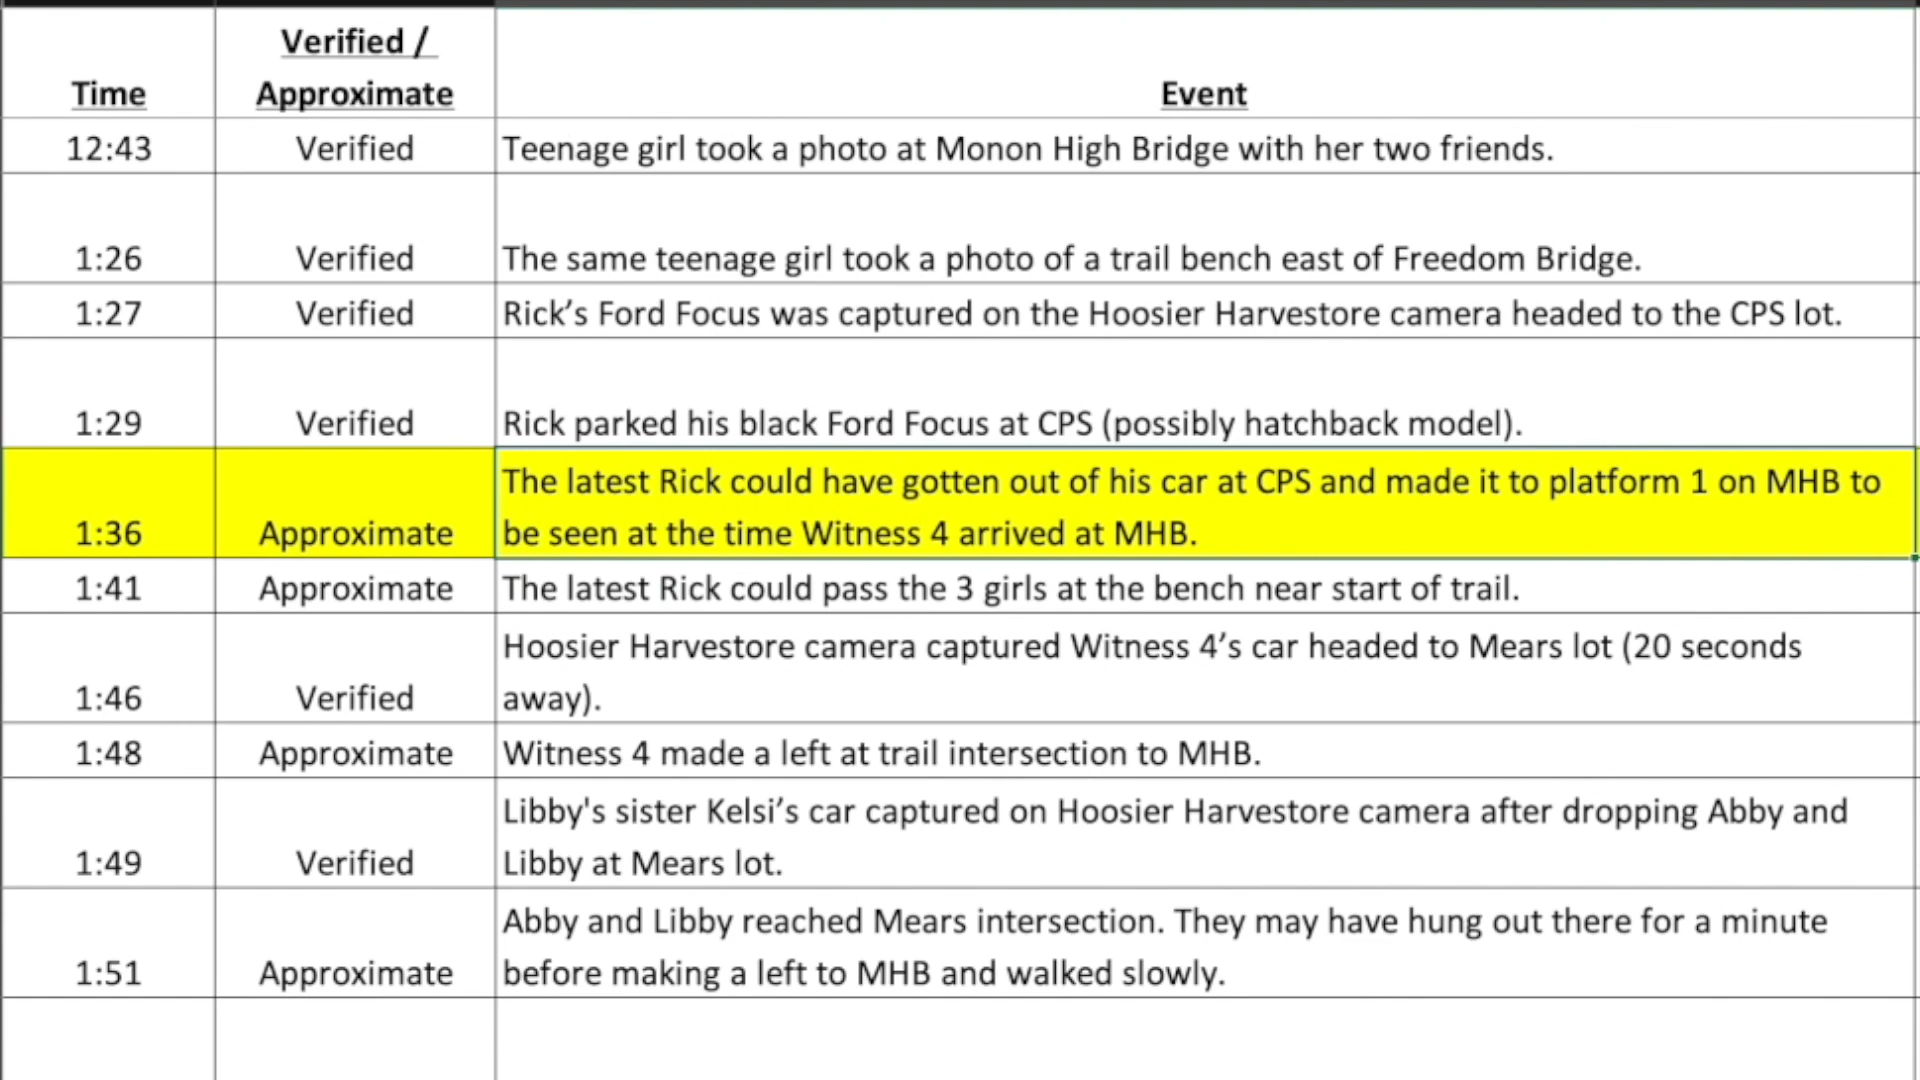 Time Verified / Approximate Event
12:43 Verified Teenage girl took a photo at Monon High Bridge with her two friends.
1:26 Verified The same teenage girl took a photo of a trail bench east of Freedom Bridge.
1:27 Verified Rick’s Ford Focus was captured on the Hoosier Harvestore camera headed to the CPS lot.
1:29 Verified Rick parked his black Ford Focus at CPS (possibly hatchback model).
The latest Rick could have gotten out of his car at CPS and made it to platform 1 on MHB to
1:36 Approximate be seen at the time Witness 4 arrived at MHB.
1:41 Approximate The latest Rick could pass the 3 girls at the bench near start of trail.
Hoosier Harvestore camera captured Witness 4’s car headed to Mears lot (20 seconds
1:46 Verified away).
1:48 Approximate Witness 4 made a left at trail intersection to MHB.
Libby's sister Kelsi’s car captured on Hoosier Harvestore camera after dropping Abby and
1:49 Verified Libby at Mears lot.
Abby and Libby reached Mears intersection. They may have hung out there for a minute
1:51 Approximate before making a left to MHB and walked slowly.